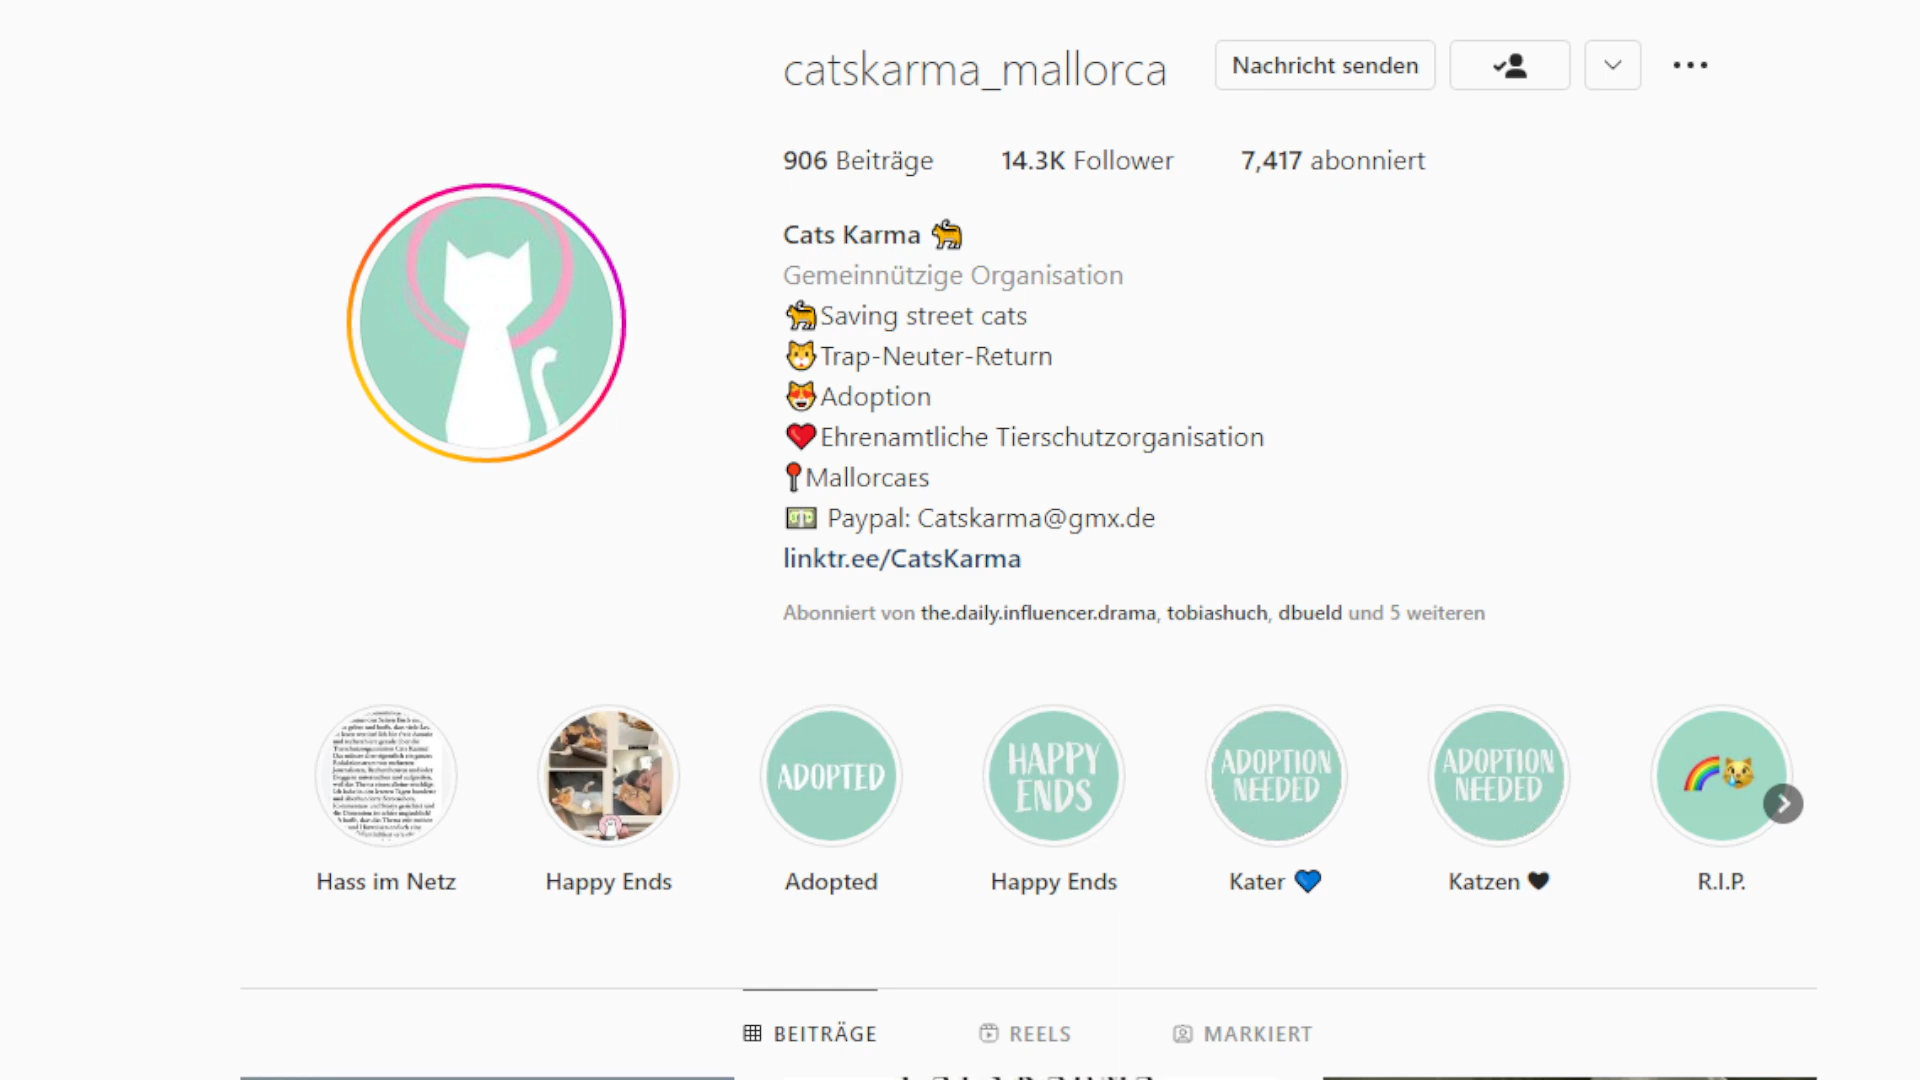 catskarma_mallorca
Nachricht senden
906 Beiträge 14.3K Follower 7,417 abonniert
Cats Karma 🐈
Gemeinnützige Organisation
🐈Saving street cats
🐱Trap-Neuter-Return
😻Adoption
❤️Ehrenamtliche Tierschutzorganisation
📍MallorcaES
💵 Paypal: Catskarma@gmx.de
linktr.ee/CatsKarma
Abonniert von the.daily.influencer.drama, tobiashuch, dbueld und 5 weiteren
ADOPTED
HAPPY
ENDS
ADOPTION
NEEDED
ADOPTION
NEEDED
Hass im Netz
Happy Ends
Adopted
Happy Ends
Kater 💙
Katzen 🖤
R.I.P.
BEITRÄGE
REELS
MARKIERT